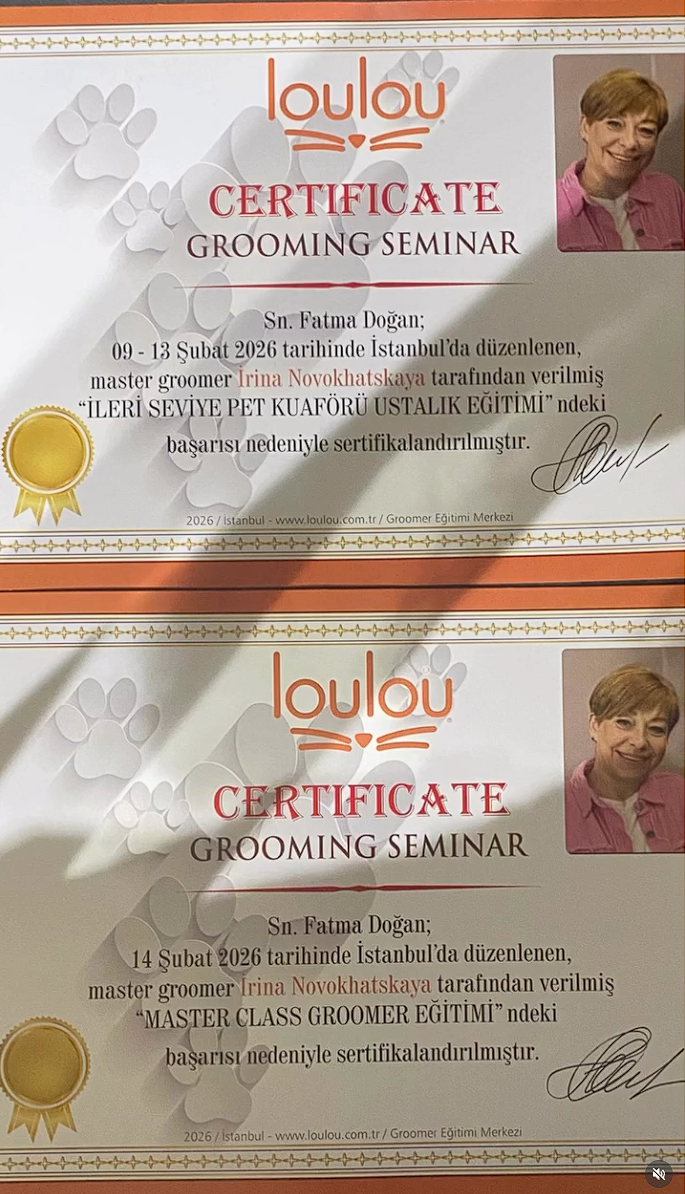 loulou
CERTIFICATE
GROOMING SEMINAR
Sn. Fatma Doğan;
09 - 13 Şubat 2026 tarihinde İstanbul’da düzenlenen,
master groomer İrina Novokhatskaya tarafından verilmiş
“İLERİ SEVİYE PET KUAFÖRÜ USTALIK EĞİTİMİ” ndeki
başarısı nedeniyle sertifikalandırılmıştır.
2026 / İstanbul - www.loulou.com.tr / Groomer Eğitimi Merkezi
loulou
CERTIFICATE
GROOMING SEMINAR
Sn. Fatma Doğan;
14 Şubat 2026 tarihinde İstanbul’da düzenlenen,
master groomer İrina Novokhatskaya tarafından verilmiş
“MASTER CLASS GROOMER EĞİTİMİ” ndeki
başarısı nedeniyle sertifikalandırılmıştır.
2026 / İstanbul - www.loulou.com.tr / Groomer Eğitimi Merkezi